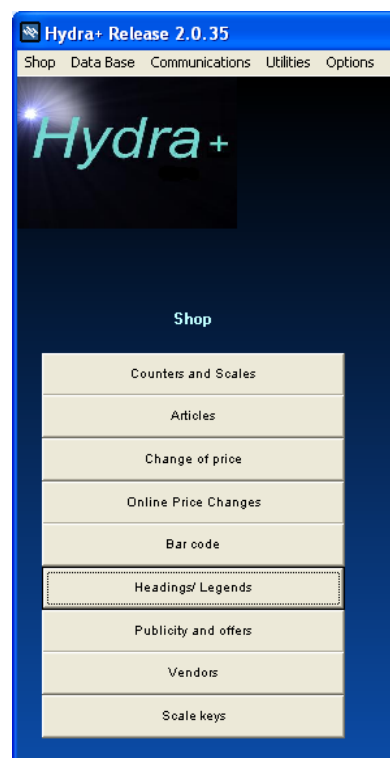 Hydra+ Release 2.0.35
Shop Data Base Communications Utilities Options
Hydra +
Shop
Counters and Scales
Articles
Change of price
Online Price Changes
Bar code
Headings/ Legends
Publicity and offers
Vendors
Scale keys